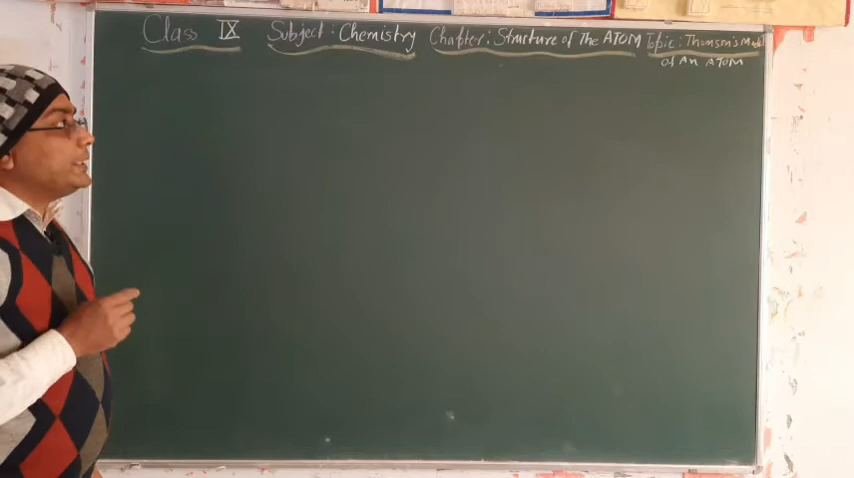 Class IX Subject: Chemistry Chapter: Structure of The ATOM Topic: Thomson's Model
of An ATOM